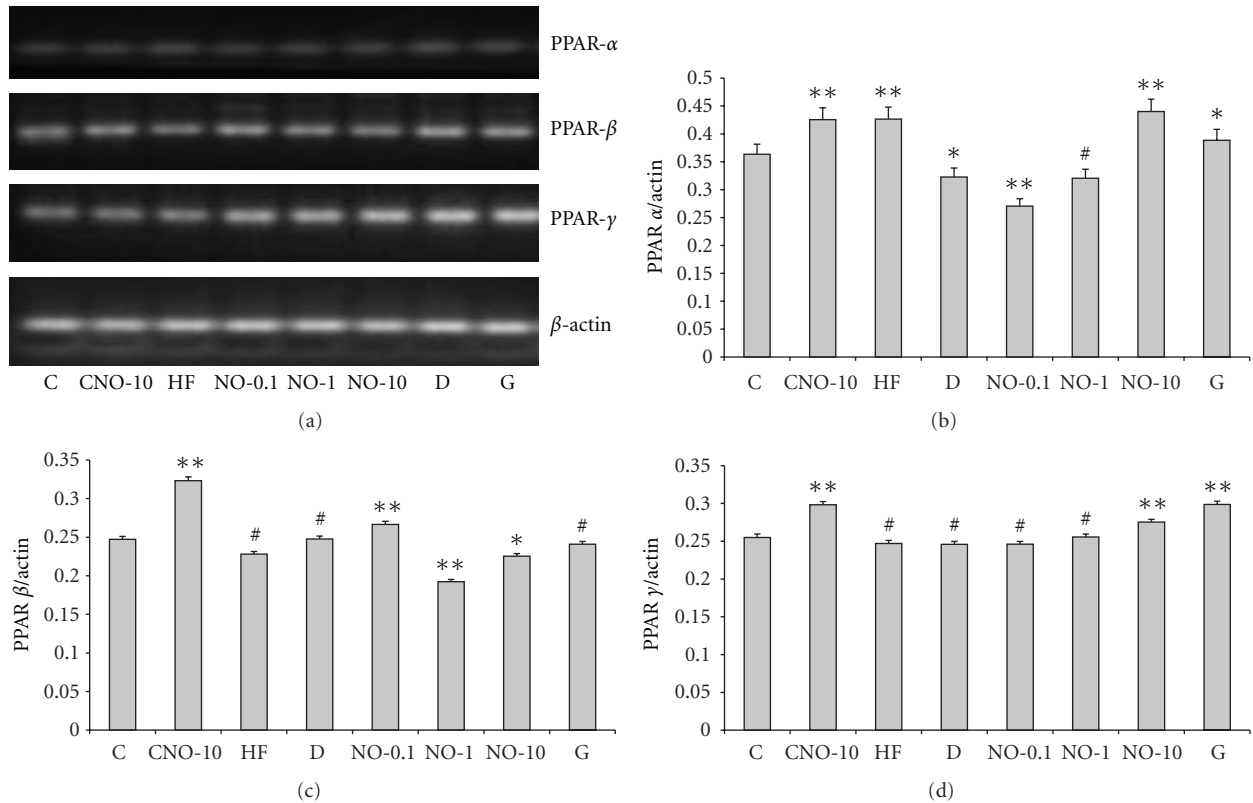 PPAR-α
PPAR-β
PPAR-γ
β-actin
C CNO-10 HF NO-0.1 NO-1 NO-10 D G
(a)
PPAR α/actin
0.5
0.45
0.4
0.35
0.3
0.25
0.2
0.15
0.1
0.05
0
** ** * ** # ** *
C CNO-10 HF D NO-0.1 NO-1 NO-10 G
(b)
PPAR β/actin
0.35
0.3
0.25
0.2
0.15
0.1
0.05
0
** # # ** ** * #
C CNO-10 HF D NO-0.1 NO-1 NO-10 G
(c)
PPAR γ/actin
0.35
0.3
0.25
0.2
0.15
0.1
0.05
0
** # # # # ** **
C CNO-10 HF D NO-0.1 NO-1 NO-10 G
(d)